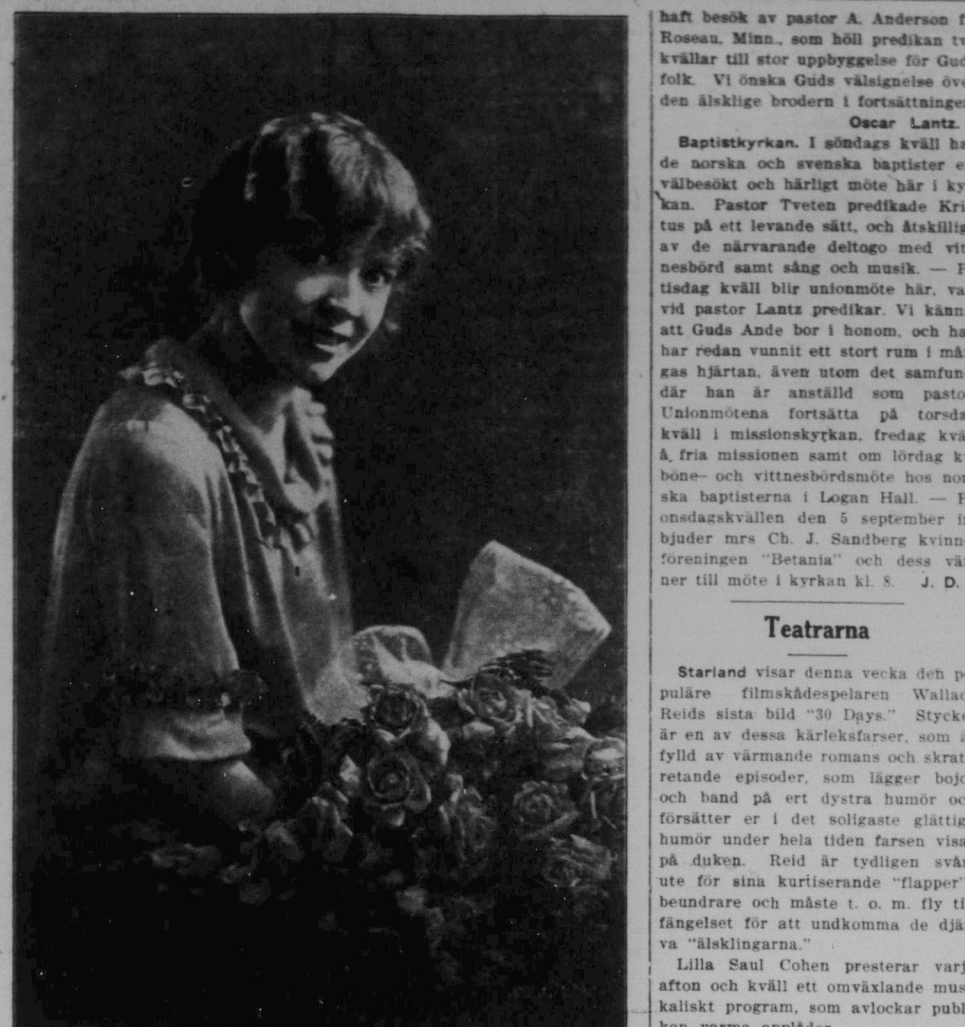 haft besök av pastor A. Anderson f
Roseau, Minn., som höll predikan tv
kvällar till stor uppbyggelse för Gud
folk. Vi önska Guds välsignelse öve
den älsklige brodern i fortsättninge
Oscar Lantz.
Baptistkyrkan. I söndags kväll ha
de norska och svenska baptister e
välbesökt och härligt möte här i ky
kan. Pastor Tveten predikade Kri
tus på ett levande sätt, och åtskillig
av de närvarande deltogo med vit
nesbörd samt sång och musik. — F
tisdag kväll blir unionmöte här, va
vid pastor Lantz predikar. Vi känn
att Guds Ande bor i honom, och ha
har redan vunnit ett stort rum i mån
gas hjärtan, även utom det samfun
där han är anställd som pasto
Unionmötena fortsätta på torsda
kväll i missionskyrkan, fredag kvä
å fria missionen samt om lördag k
böne- och vittnesbördsmöte hos nor
ska baptisterna i Logan Hall. — F
onsdagskvällen den 5 september in
bjuder mrs Ch. J. Sandberg kvinn
föreningen "Betania" och dess vän
ner till möte i kyrkan kl. 8. J. D.
Teatrarna
Starland visar denna vecka den p
puläre filmskådespelaren Wallac
Reids sista bild "30 Days." Stycke
är en av dessa kärleksfarser, som ä
fylld av värmande romans och skrat
retande episoder, som lägger bojo
och band på ert dystra humör oc
försätter er i det soligaste glättig
humör under hela tiden farsen visa
på duken. Reid är tydligen svår
ute för sina kurtiserande "flapper"
beundrare och måste t. o. m. fly ti
fängelset för att undkomma de djä
va "älsklingarna."
Lilla Saul Cohen presterar varj
afton och kväll ett omväxlande mus
kaliskt program, som avlockar publ